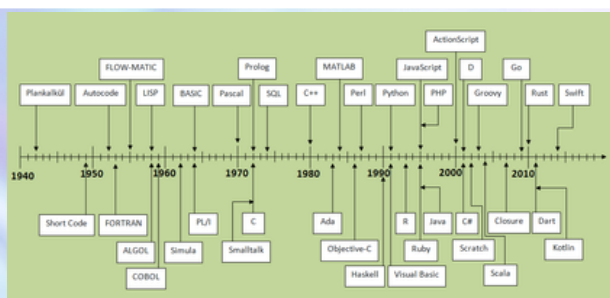 ActionScript
FLOW-MATIC
Prolog
MATLAB
JavaScript
D
Go
Plankalkül
Autocode
LISP
BASIC
Pascal
SQL
C++
Perl
Python
PHP
Groovy
Rust
Swift
1940
1950
1960
1970
1980
1990
2000
2010
Short Code
FORTRAN
PL/I
C
Ada
R
Java
C#
Closure
Dart
ALGOL
Simula
Smalltalk
Objective-C
Ruby
Scratch
Kotlin
COBOL
Haskell
Visual Basic
Scala